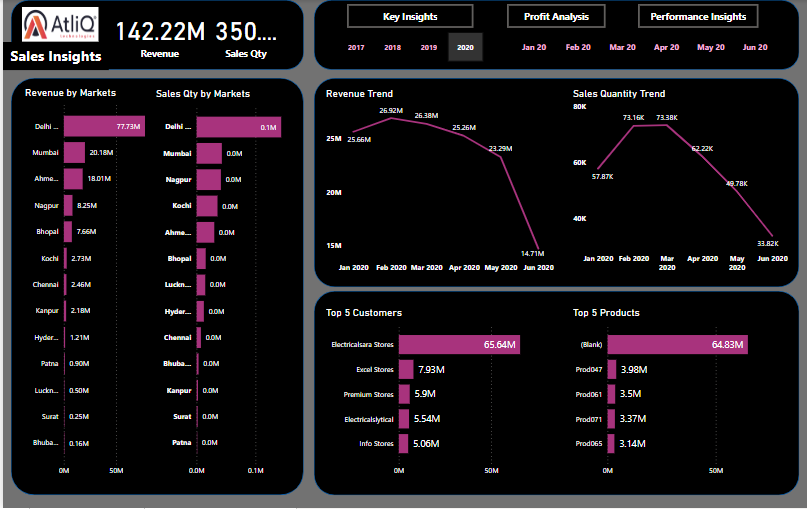 AtliQ
technologies
Sales Insights
142.22M
Revenue
350....
Sales Qty
Key Insights
Profit Analysis
Performance Insights
2017 2018 2019 2020
Jan 20 Feb 20 Mar 20 Apr 20 May 20 Jun 20
Revenue by Markets
Delhi ... 77.73M
Mumbai 20.18M
Ahme... 18.01M
Nagpur 8.25M
Bhopal 7.66M
Kochi 2.73M
Chennai 2.46M
Kanpur 2.18M
Hyder... 1.21M
Patna 0.90M
Luckn... 0.50M
Surat 0.25M
Bhuba... 0.16M
0M 50M
Sales Qty by Markets
Delhi ... 0.1M
Mumbai 0.0M
Nagpur 0.0M
Kochi 0.0M
Ahme... 0.0M
Bhopal 0.0M
Luckn... 0.0M
Hyder... 0.0M
Chennai 0.0M
Bhuba... 0.0M
Kanpur 0.0M
Surat 0.0M
Patna 0.0M
0.0M 0.1M
Revenue Trend
25M
20M
15M
25.66M
26.92M
26.38M
25.26M
23.29M
14.71M
Jan 2020 Feb 2020 Mar 2020 Apr 2020 May 2020 Jun 2020
Sales Quantity Trend
80K
60K
40K
57.87K
73.16K
73.38K
62.22K
49.78K
33.82K
Jan 2020 Feb 2020 Mar 2020 Apr 2020 May 2020 Jun 2020
Top 5 Customers
Electricalsara Stores 65.64M
Excel Stores 7.93M
Premium Stores 5.9M
Electricalslytical 5.54M
Info Stores 5.06M
0M 50M
Top 5 Products
(Blank) 64.83M
Prod047 3.98M
Prod061 3.5M
Prod071 3.37M
Prod065 3.14M
0M 50M